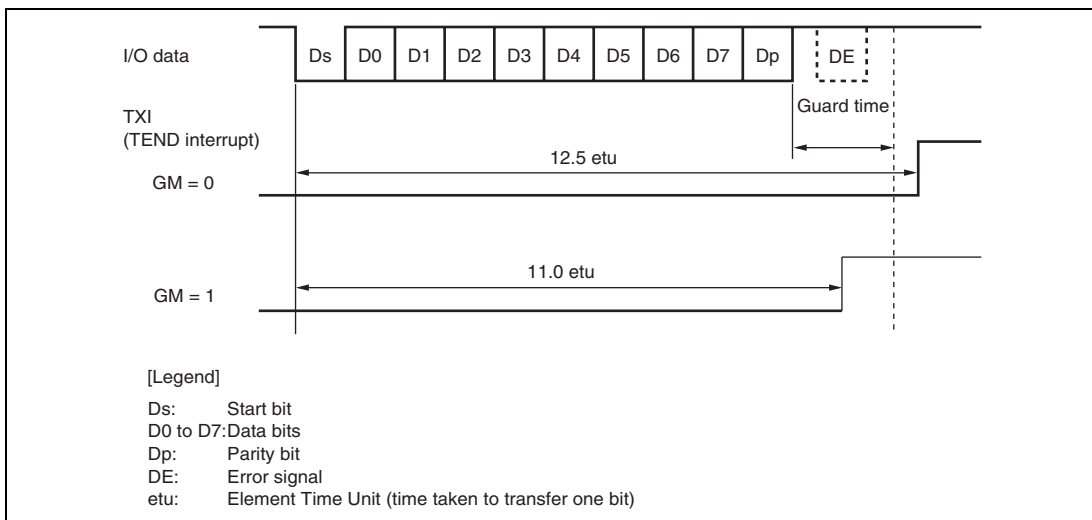 I/O data
Ds D0 D1 D2 D3 D4 D5 D6 D7 Dp DE
Guard time
TXI
(TEND interrupt)
12.5 etu
GM = 0
11.0 etu
GM = 1
[Legend]
Ds: Start bit
D0 to D7:Data bits
Dp: Parity bit
DE: Error signal
etu: Element Time Unit (time taken to transfer one bit)